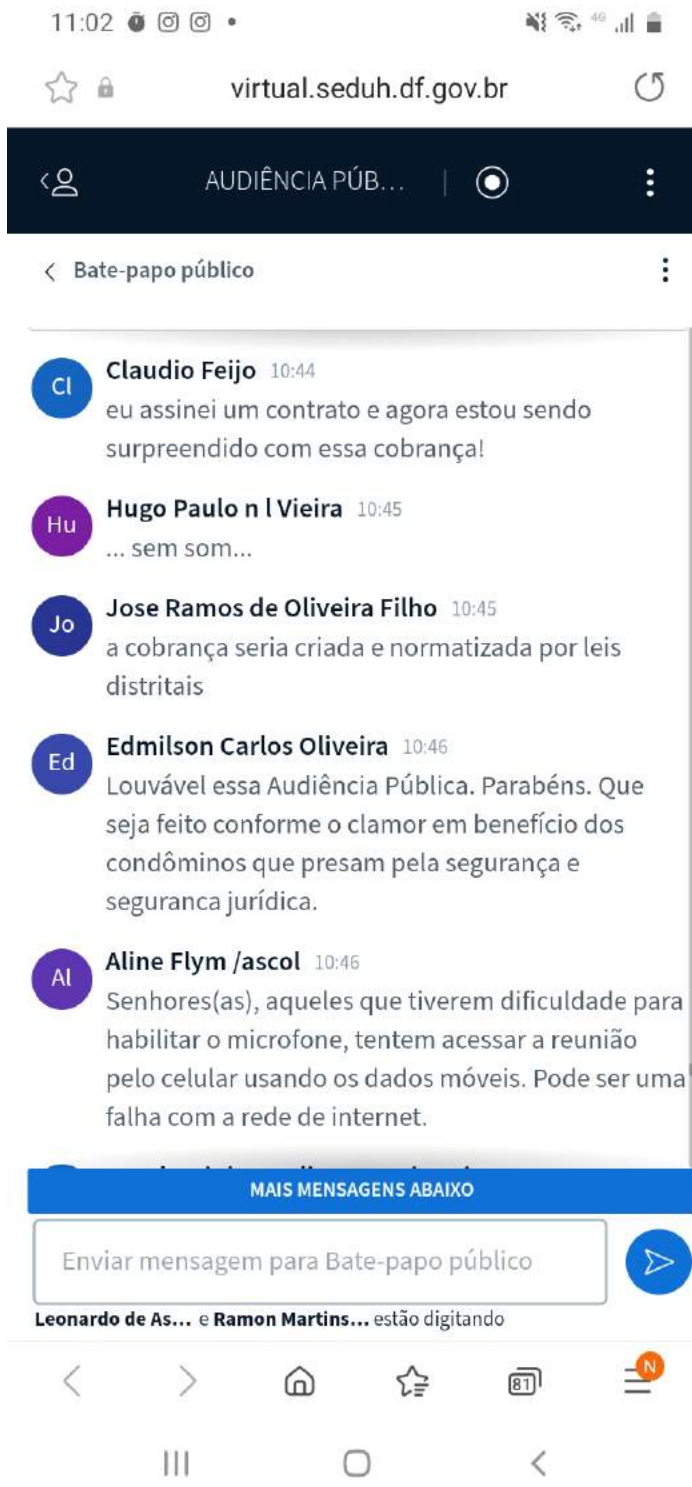 11:02
4G
virtual.seduh.df.gov.br
AUDIÊNCIA PÚB...
Bate-papo público
Cl
Claudio Feijo 10:44
eu assinei um contrato e agora estou sendo
surpreendido com essa cobrança!
Hu
Hugo Paulo n l Vieira 10:45
... sem som...
Jo
Jose Ramos de Oliveira Filho 10:45
a cobrança seria criada e normatizada por leis
distritais
Ed
Edmilson Carlos Oliveira 10:46
Louvável essa Audiência Pública. Parabéns. Que
seja feito conforme o clamor em benefício dos
condôminos que presam pela segurança e
seguranca jurídica.
Al
Aline Flym /ascol 10:46
Senhores(as), aqueles que tiverem dificuldade para
habilitar o microfone, tentem acessar a reunião
pelo celular usando os dados móveis. Pode ser uma
falha com a rede de internet.
MAIS MENSAGENS ABAIXO
Enviar mensagem para Bate-papo público
Leonardo de As... e Ramon Martins... estão digitando
81
N